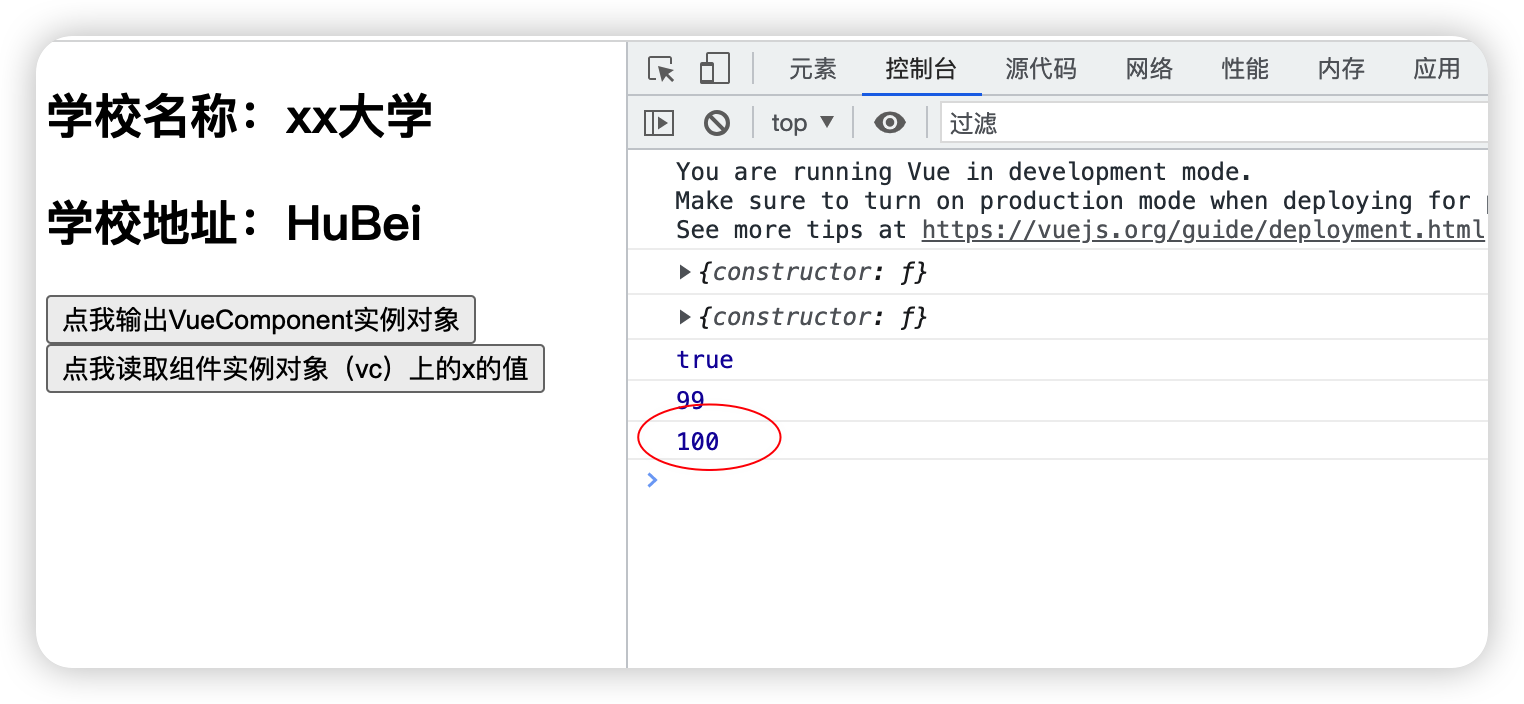 学校名称：xx大学
学校地址：HuBei
点我输出VueComponent实例对象
点我读取组件实例对象（vc）上的x的值
元素 控制台 源代码 网络 性能 内存 应用
top ▼ 过滤
You are running Vue in development mode.
Make sure to turn on production mode when deploying for
See more tips at https://vuejs.org/guide/deployment.html
▶{constructor: ƒ}
▶{constructor: ƒ}
true
99
100
>